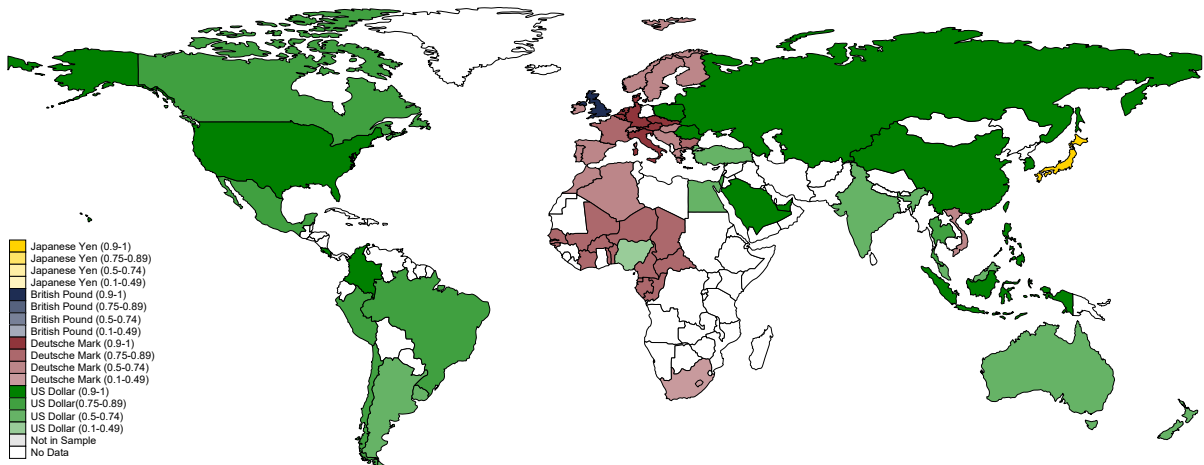 Japanese Yen (0.9-1)
Japanese Yen (0.75-0.89)
Japanese Yen (0.5-0.74)
Japanese Yen (0.1-0.49)
British Pound (0.9-1)
British Pound (0.75-0.89)
British Pound (0.5-0.74)
British Pound (0.1-0.49)
Deutsche Mark (0.9-1)
Deutsche Mark (0.75-0.89)
Deutsche Mark (0.5-0.74)
Deutsche Mark (0.1-0.49)
US Dollar (0.9-1)
US Dollar(0.75-0.89)
US Dollar (0.5-0.74)
US Dollar (0.1-0.49)
Not in Sample
No Data